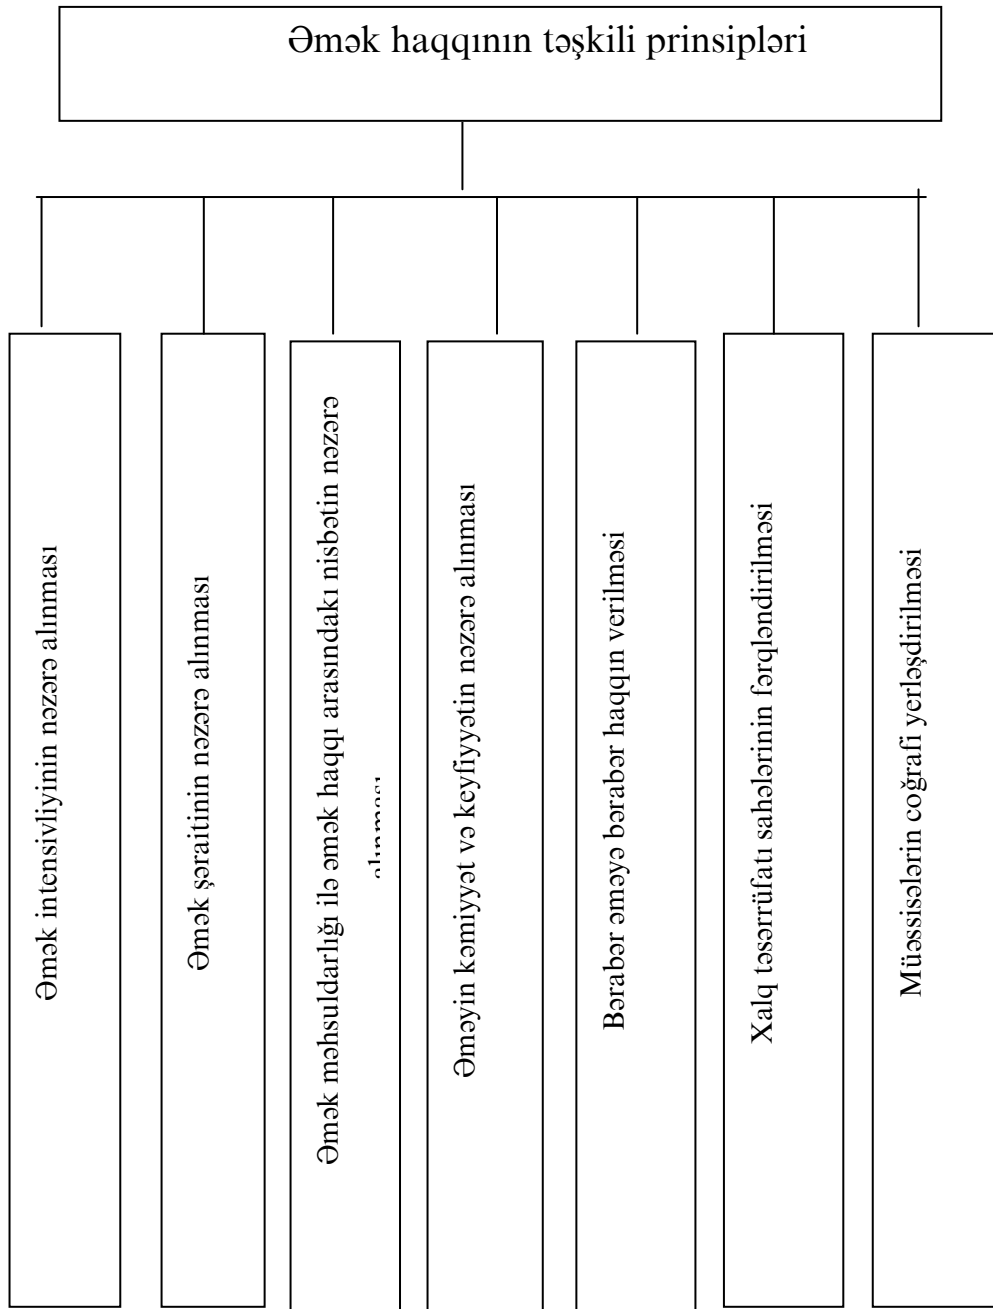 Əmək haqqının təşkili prinsipləri
Əmək intensivliyinin nəzərə alınması
Əmək şəraitinin nəzərə alınması
Əmək məhsuldarlığı ilə əmək haqqı arasındakı nisbətin nəzərə
alınması
Əməyin kəmiyyət və keyfiyyətin nəzərə alınması
Bərabər əməyə bərabər haqqın verilməsi
Xalq təsərrüfatı sahələrinin fərqləndirilməsi
Müəssisələrin coğrafi yerləşdirilməsi